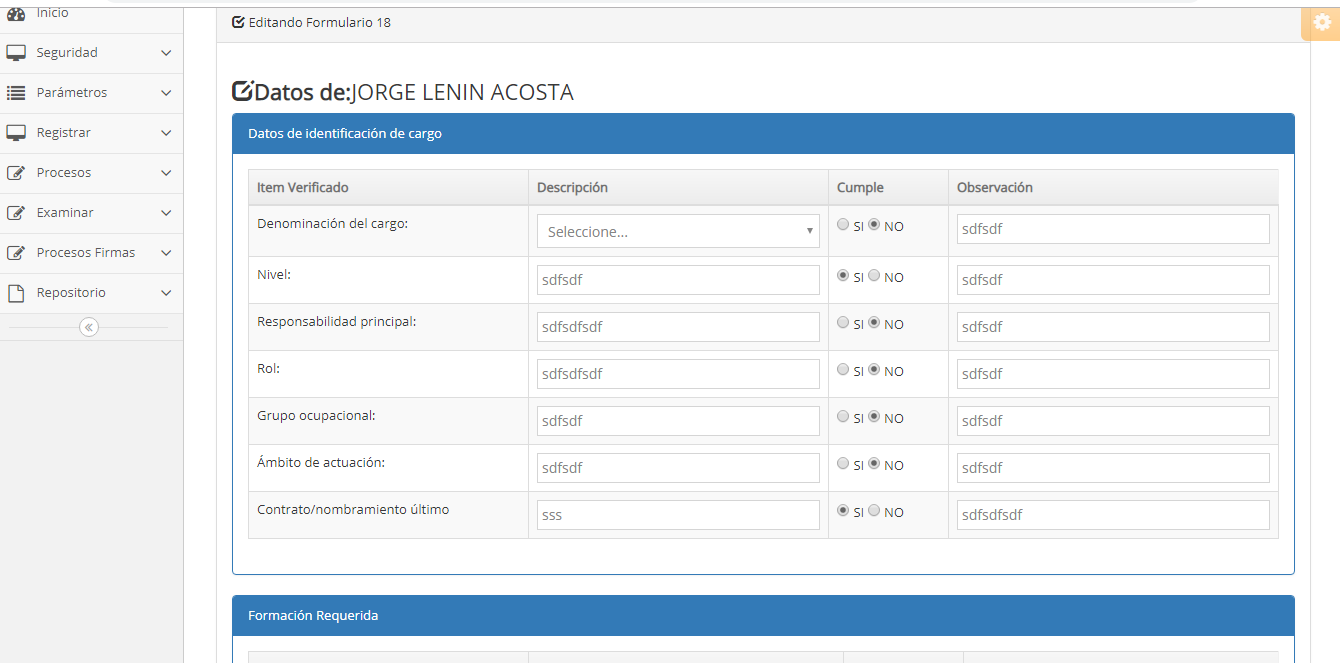 Inicio
Seguridad
Parámetros
Registrar
Procesos
Examinar
Procesos Firmas
Repositorio
Editando Formulario 18
Datos de:JORGE LENIN ACOSTA
Datos de identificación de cargo
Item Verificado Descripción Cumple Observación
Denominación del cargo: Seleccione... SI NO sdfsdf
Nivel: sdfsdf SI NO sdfsdf
Responsabilidad principal: sdfsdfsdf SI NO sdfsdf
Rol: sdfsdfsdf SI NO sdfsdf
Grupo ocupacional: sdfsdf SI NO sdfsdf
Ámbito de actuación: sdfsdf SI NO sdfsdf
Contrato/nombramiento último sss SI NO sdfsdfsdf
Formación Requerida